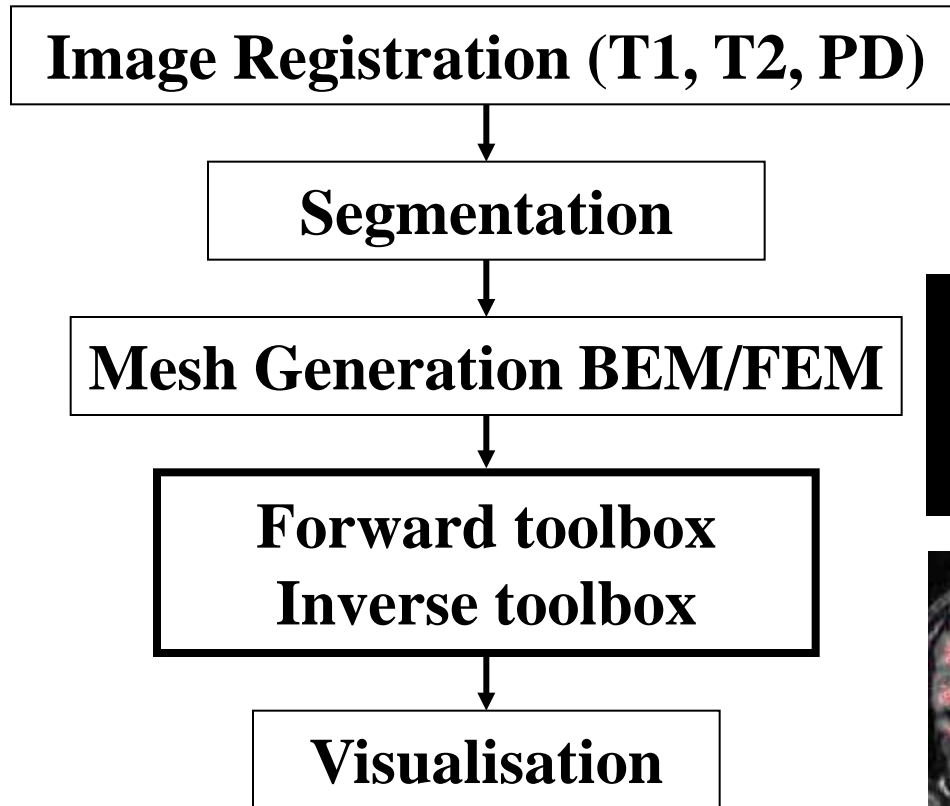 Image Registration (T1, T2, PD)
Segmentation
Mesh Generation BEM/FEM
Forward toolbox
Inverse toolbox
Visualisation